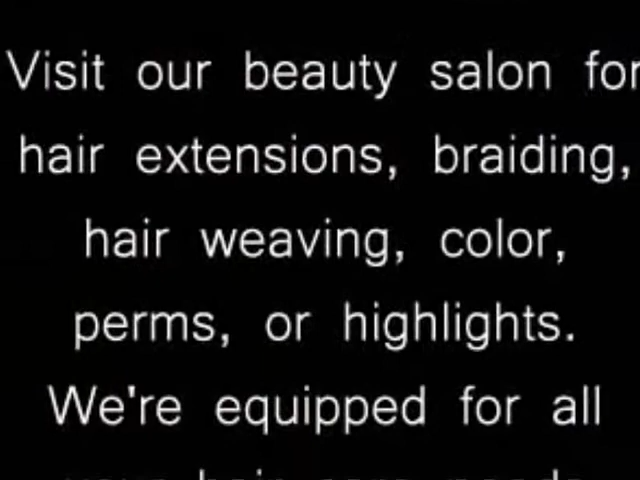 Visit our beauty salon for
hair extensions, braiding,
hair weaving, color,
perms, or highlights.
We're equipped for all